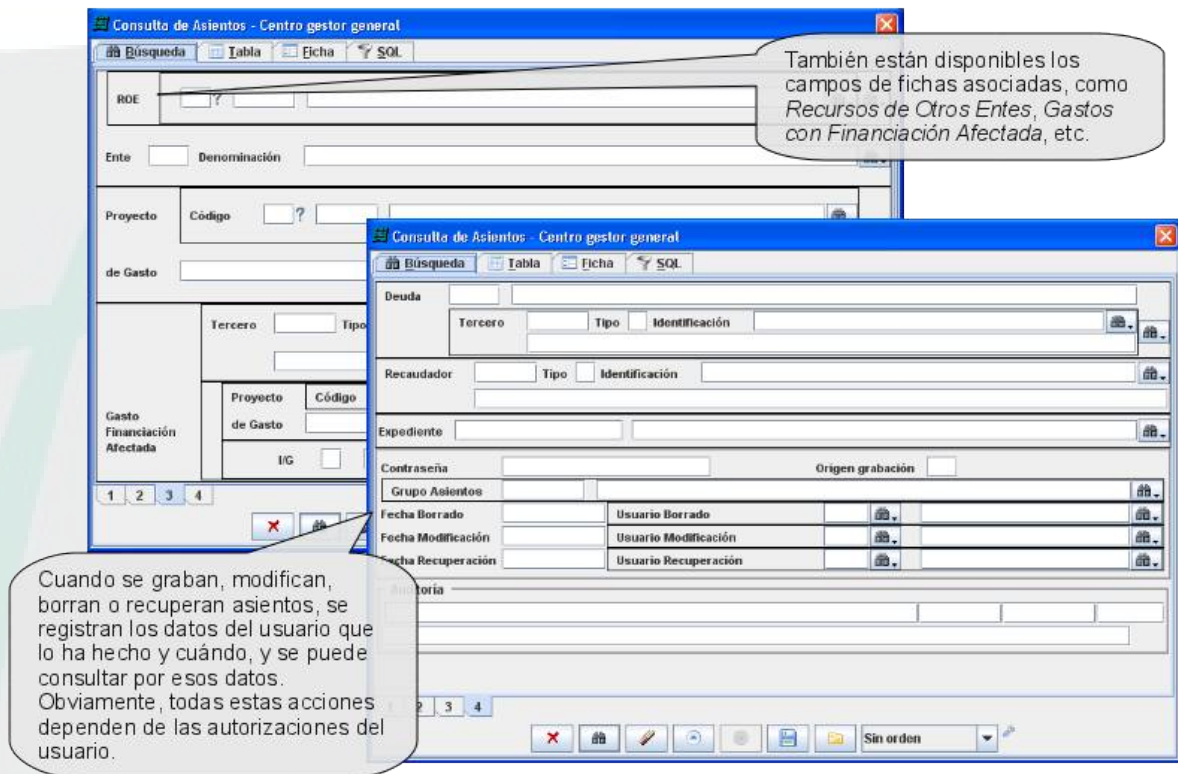 Consulta de Asientos - Centro gestor general
Búsqueda Tabla Ficha SQL
También están disponibles los
campos de fichas asociadas, como
Recursos de Otros Entes, Gastos
con Financiación Afectada, etc.
ROE ?
Ente Denominación
Proyecto Código ?
de Gasto
Tercero Tipo
Proyecto Código
de Gasto
Gasto
Financiación
Afectada
I/G
1 2 3 4
Consulta de Asientos - Centro gestor general
Búsqueda Tabla Ficha SQL
Deuda
Tercero Tipo Identificación
Recaudador Tipo Identificación
Expediente
Contraseña Origen grabación
Grupo Asientos
Fecha Borrado Usuario Borrado
Fecha Modificación Usuario Modificación
Fecha Recuperación Usuario Recuperación
Auditoría
2 3 4
Sin orden
Cuando se graban, modifican,
borran o recuperan asientos, se
registran los datos del usuario que
lo ha hecho y cuándo, y se puede
consultar por esos datos.
Obviamente, todas estas acciones
dependen de las autorizaciones del
usuario.